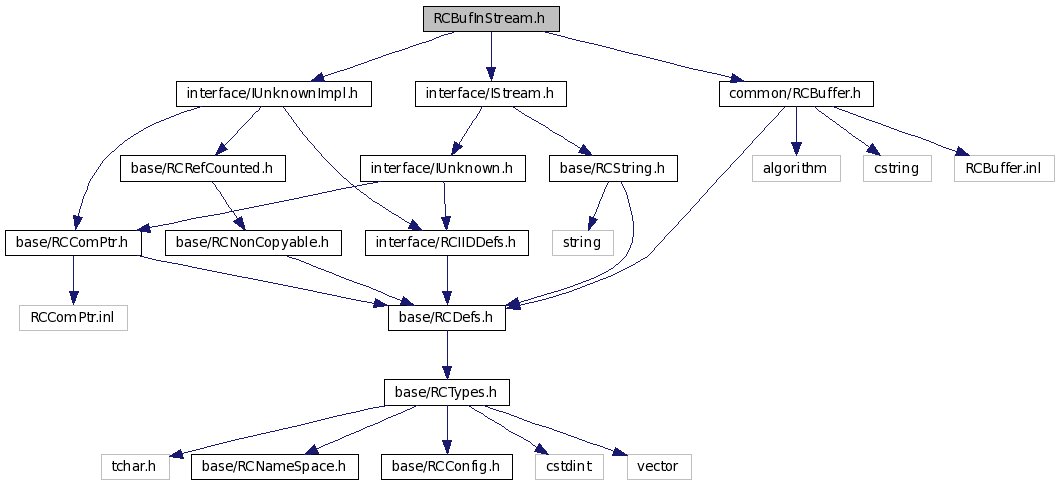 RCBufInStream.h
interface/IUnknownImpl.h
interface/IStream.h
common/RCBuffer.h
base/RCRefCounted.h
interface/IUnknown.h
base/RCString.h
algorithm
cstring
RCBuffer.inl
base/RCComPtr.h
base/RCNonCopyable.h
interface/RCIIDDefs.h
string
RCComPtr.inl
base/RCDefs.h
base/RCTypes.h
tchar.h
base/RCNameSpace.h
base/RCConfig.h
cstdint
vector